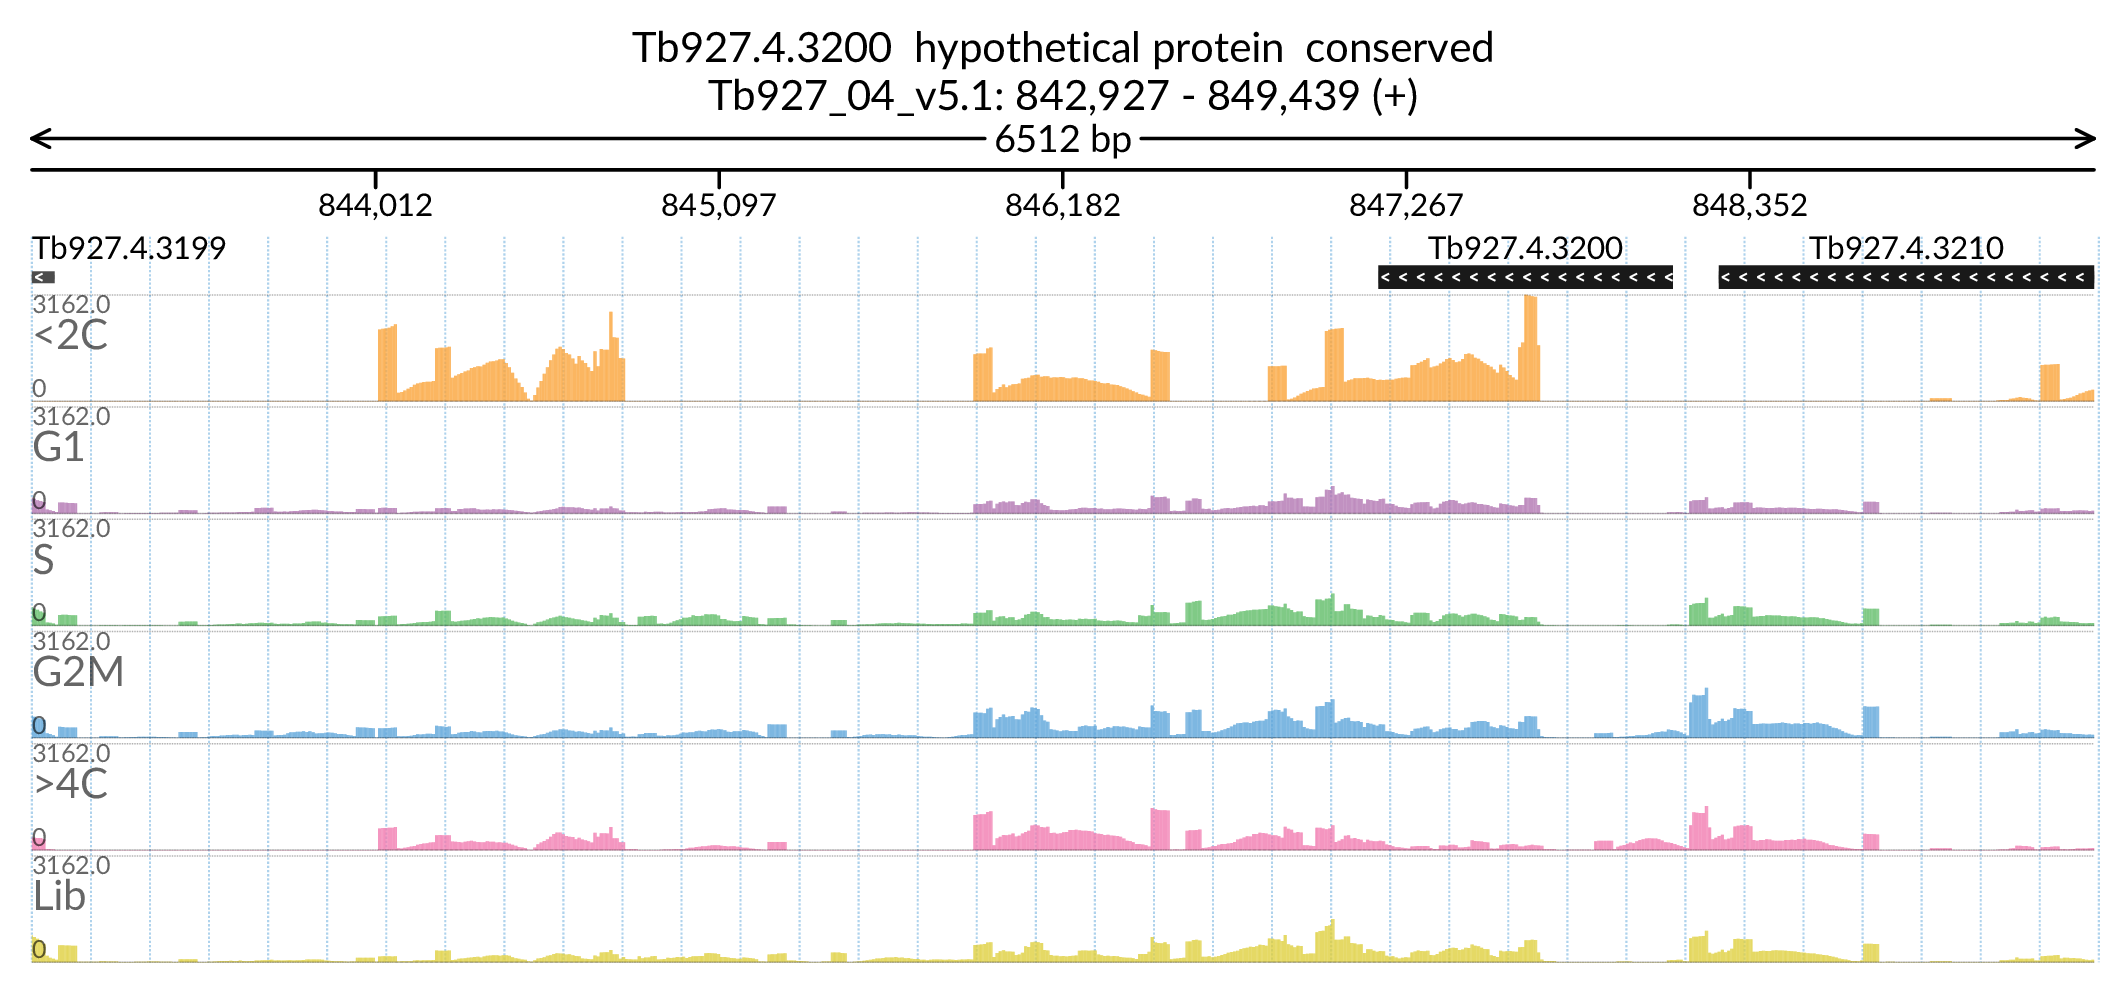 Tb927.4.3200  hypothetical protein  conserved
Tb927_04_v5.1: 842,927 - 849,439 (+)
6512 bp
844,012 845,097 846,182 847,267 848,352
Tb927.4.3199 Tb927.4.3200 Tb927.4.3210
3162.0
<2C
0
3162.0
G1
0
3162.0
S
0
3162.0
G2M
0
3162.0
>4C
0
3162.0
Lib
0